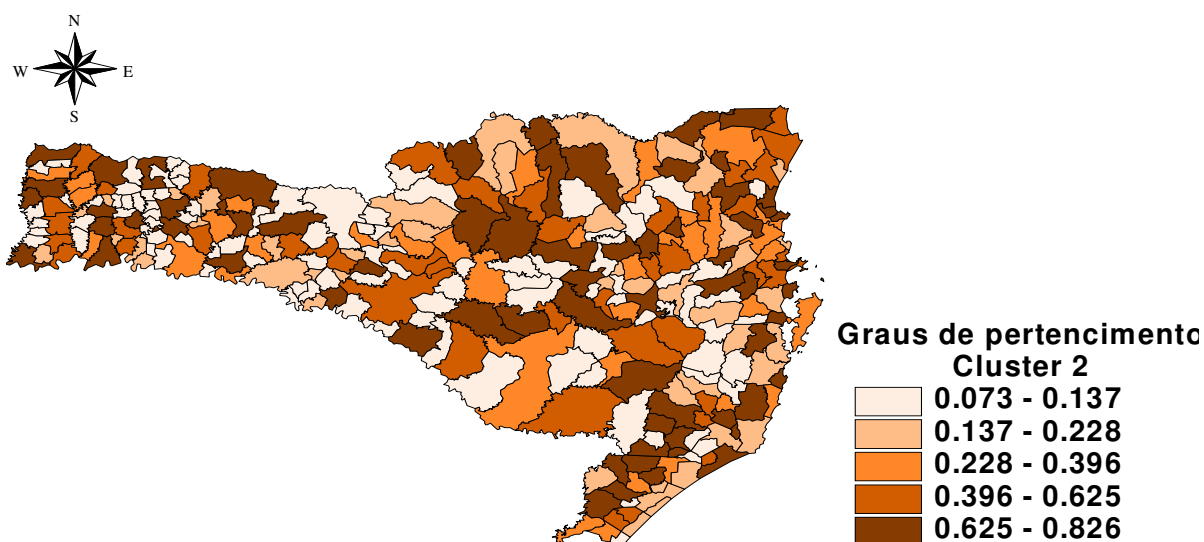 N
W E
S
Graus de pertencimento
Cluster 2
0.073 - 0.137
0.137 - 0.228
0.228 - 0.396
0.396 - 0.625
0.625 - 0.826